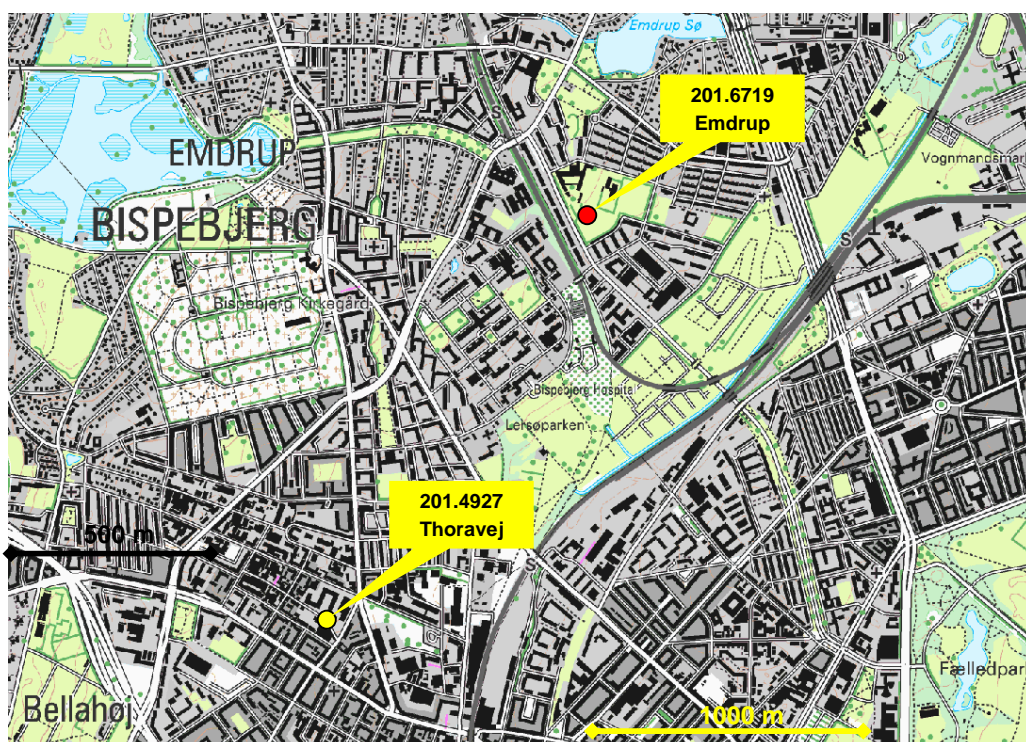 Emdrup Sø
201.6719
Emdrup
EMDRUP
Vognmandsmar
BISPEBJERG
S
S
Bispebjerg Kirkegård
Bispebjerg Hospital
Lersøparken
201.4927
Thoravej
1500 m
S
Fælledpar
Bellahøj
1000 m